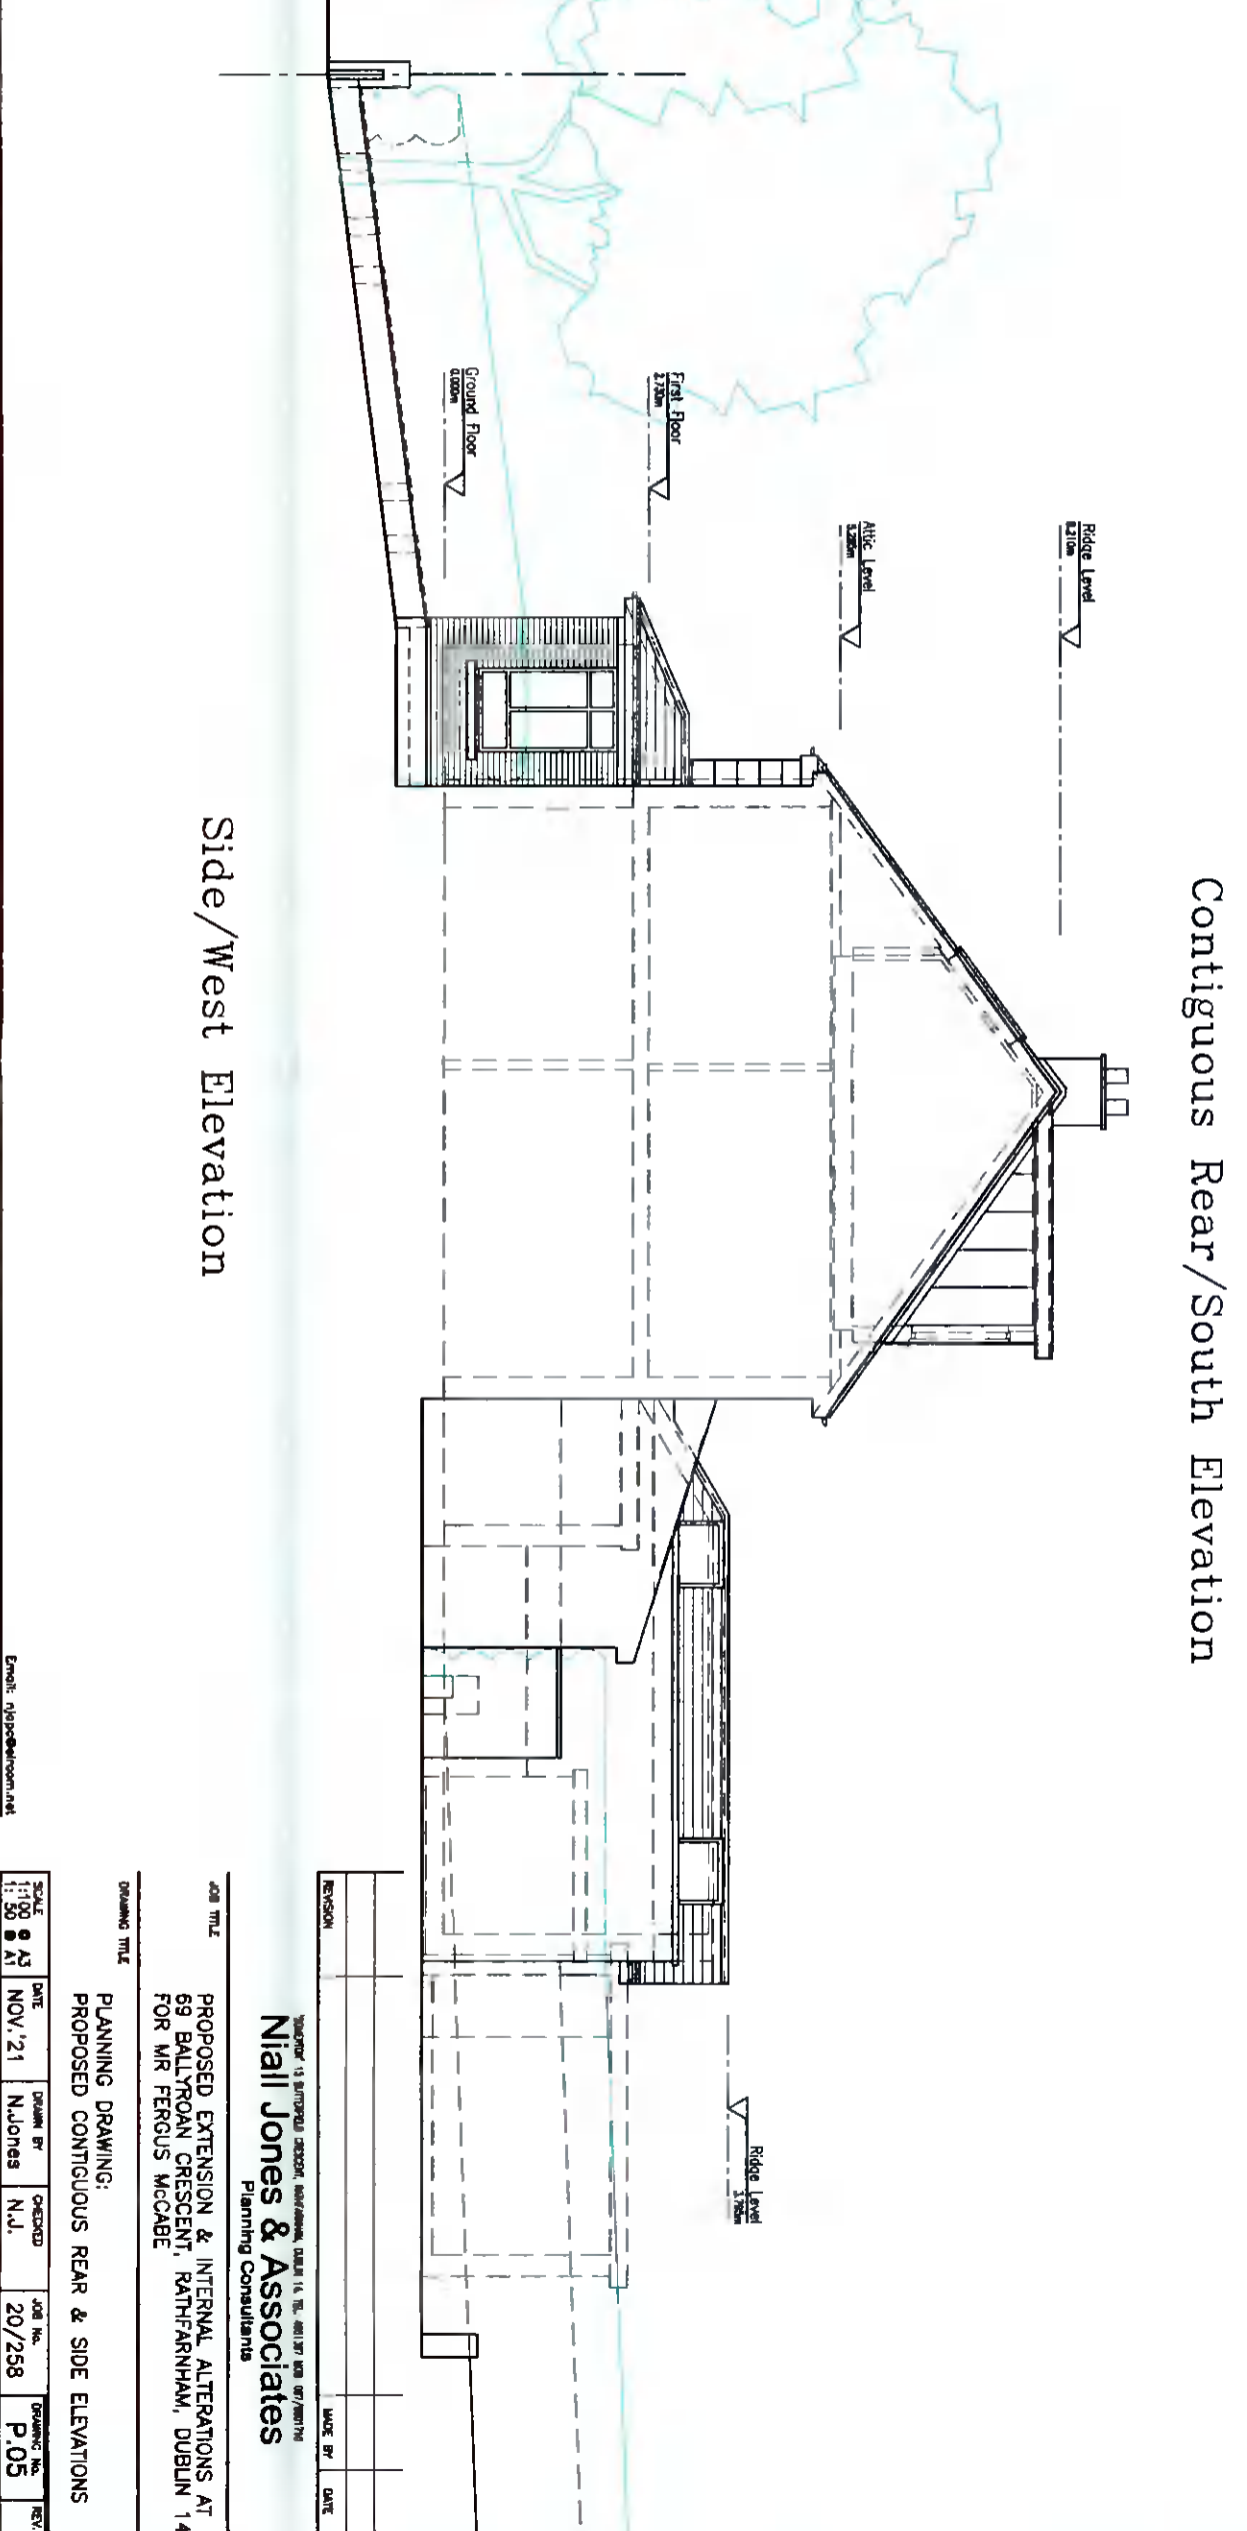 Contiguous Rear/South Elevation
Ridge Level
8.210m
Attic Level
First Floor
2.730m
Ground Floor
0.000m
Ridge Level
Side/West Elevation
REVISION
MADE BY
DATE
Niall Jones & Associates
Planning Consultants
JOB TITLE
PROPOSED EXTENSION & INTERNAL ALTERATIONS AT
69 BALLYROAN CRESCENT, RATHFARNHAM, DUBLIN 14
FOR MR FERGUS McCABE
DRAWING TITLE
PLANNING DRAWING:
PROPOSED CONTIGUOUS REAR & SIDE ELEVATIONS
SCALE
1:100 @ A3
1: 50 @ A1
DATE
NOV.'21
DRAWN BY
N.Jones
CHECKED
N.J.
JOB No.
20/258
DRAWING No.
P.05
REV.
Email: